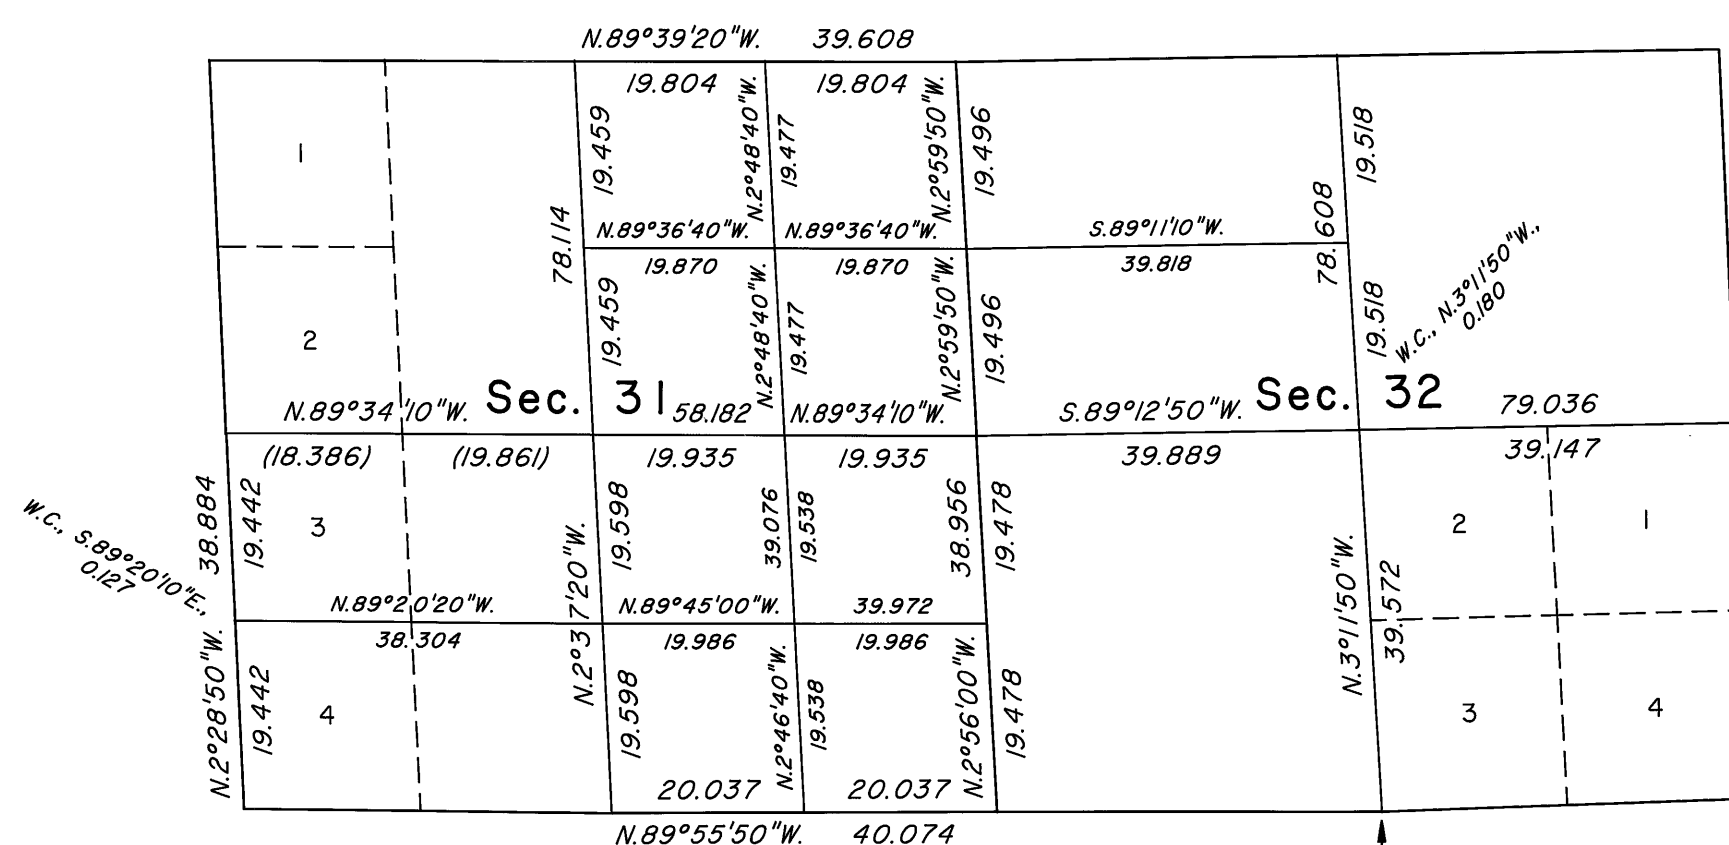 N.89°39'20"W. 39.608
19.804
19.804
1
19.459
N.2°48'40"W.
19.477
N.2°59'50"W.
19.496
19.518
78.114
N.89°36'40"W.
N.89°36'40"W.
S.89°11'10"W.
78.608
19.870
19.870
39.818
W.C., N.3°11'50"W.,
0.180
2
19.459
N.2°48'40"W.
19.477
N.2°59'50"W.
19.496
19.518
N.89°34'10"W.
Sec. 31
58.182
N.89°34'10"W.
S.89°12'50"W.
Sec. 32
79.036
(18.386)
(19.861)
19.935
19.935
39.889
39.147
W.C., S.89°20'10"E.,
0.127
38.884
19.442
3
19.598
39.076
19.538
38.956
19.478
2
1
N.89°20'20"W.
N.2°37'20"W.
N.89°45'00"W.
39.972
N.3°11'50"W.
39.572
38.304
19.986
19.986
N.2°28'50"W.
19.442
4
19.598
N.2°46'40"W.
19.538
N.2°56'00"W.
19.478
3
4
20.037
20.037
N.89°55'50"W. 40.074